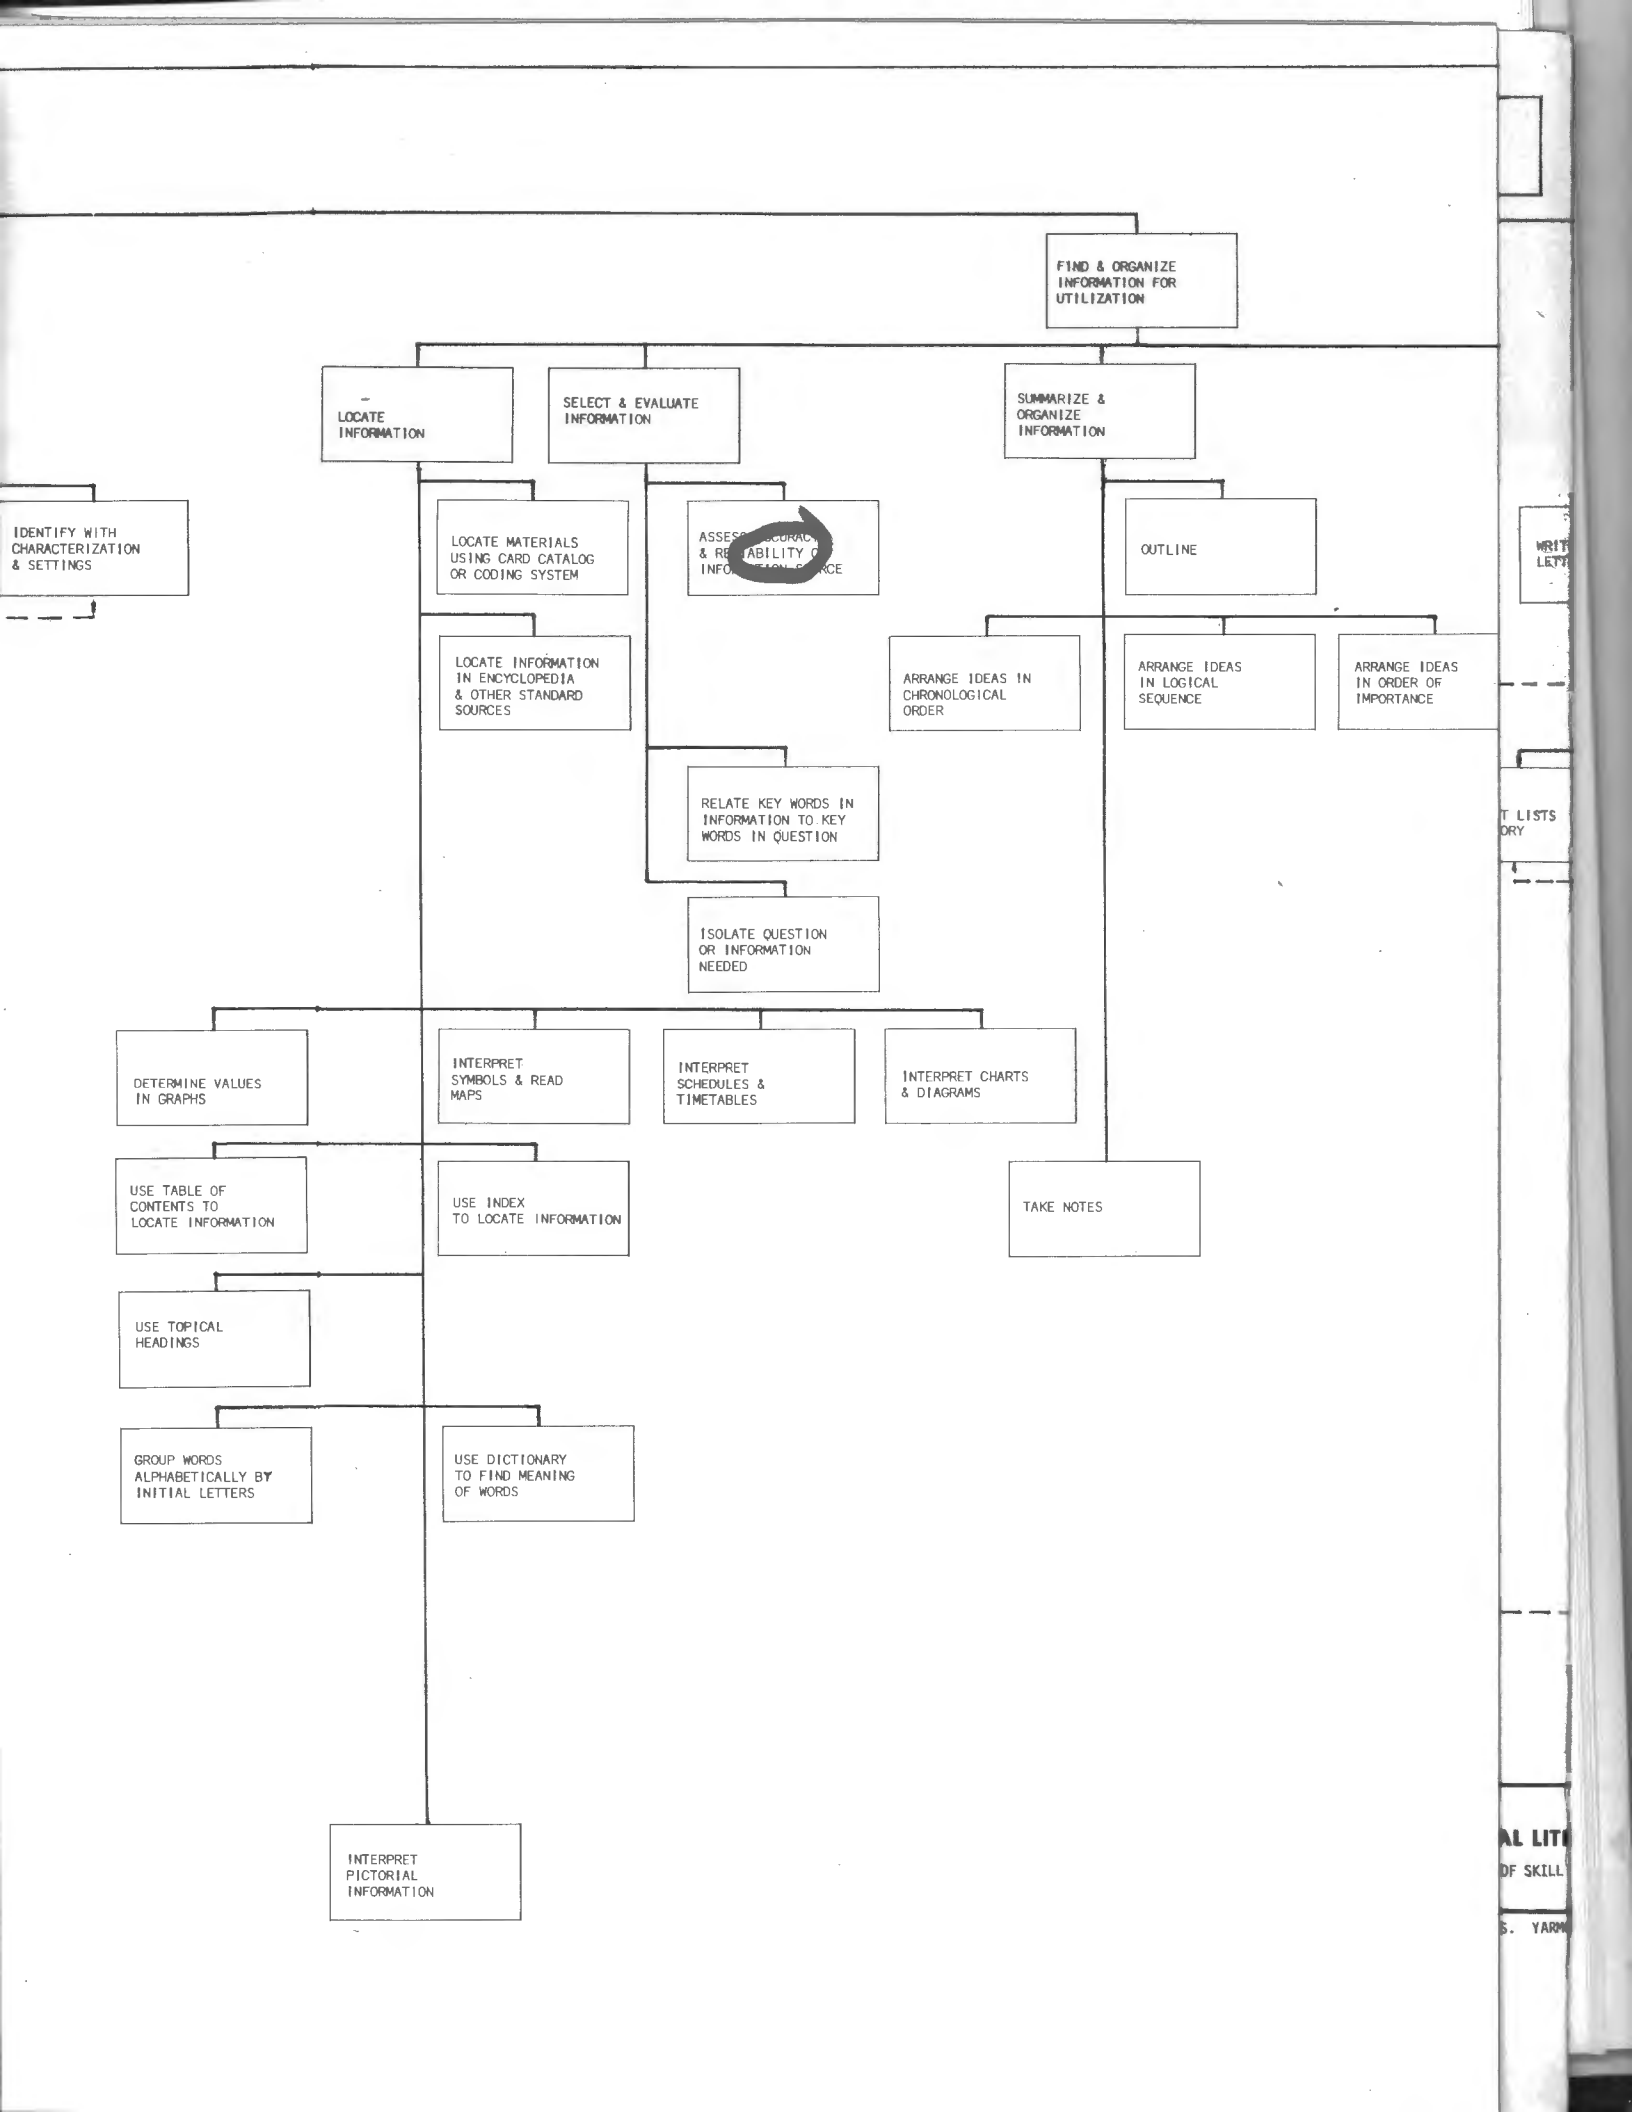 FIND & ORGANIZE
INFORMATION FOR
UTILIZATION
LOCATE
INFORMATION
SELECT & EVALUATE
INFORMATION
SUMMARIZE &
ORGANIZE
INFORMATION
IDENTIFY WITH
CHARACTERIZATION
& SETTINGS
LOCATE MATERIALS
USING CARD CATALOG
OR CODING SYSTEM
ASSESS
&
OUTLINE
LOCATE INFORMATION
IN ENCYCLOPEDIA
& OTHER STANDARD
SOURCES
ARRANGE IDEAS IN
CHRONOLOGICAL
ORDER
ARRANGE IDEAS
IN LOGICAL
SEQUENCE
ARRANGE IDEAS
IN ORDER OF
IMPORTANCE
RELATE KEY WORDS IN
INFORMATION TO KEY
WORDS IN QUESTION
T LISTS
ORY
ISOLATE QUESTION
OR INFORMATION
NEEDED
DETERMINE VALUES
IN GRAPHS
INTERPRET
SYMBOLS & READ
MAPS
INTERPRET
SCHEDULES &
TIMETABLES
INTERPRET CHARTS
& DIAGRAMS
USE TABLE OF
CONTENTS TO
LOCATE INFORMATION
USE INDEX
TO LOCATE INFORMATION
TAKE NOTES
USE TOPICAL
HEADINGS
GROUP WORDS
ALPHABETICALLY BY
INITIAL LETTERS
USE DICTIONARY
TO FIND MEANING
OF WORDS
INTERPRET
PICTORIAL
INFORMATION
AL LIT
OF SKILL
S. YARM